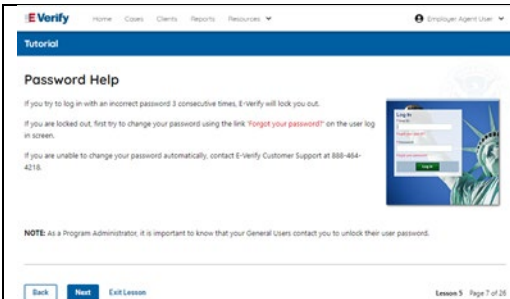 E-Verify Home Cases Clients Reports Resources Employer Agent User
Tutorial
Password Help
If you try to log in with an incorrect password 3 consecutive times, E-Verify will lock you out.
If you are locked out, first try to change your password using the link 'Forgot your password?' on the user log
in screen.
If you are unable to change your password automatically, contact E-Verify Customer Support at 888-464-
4218.
Log In
NOTE: As a Program Administrator, it is important to know that your General Users contact you to unlock their user password.
Back Next Exit Lesson Lesson 5 Page 7 of 26